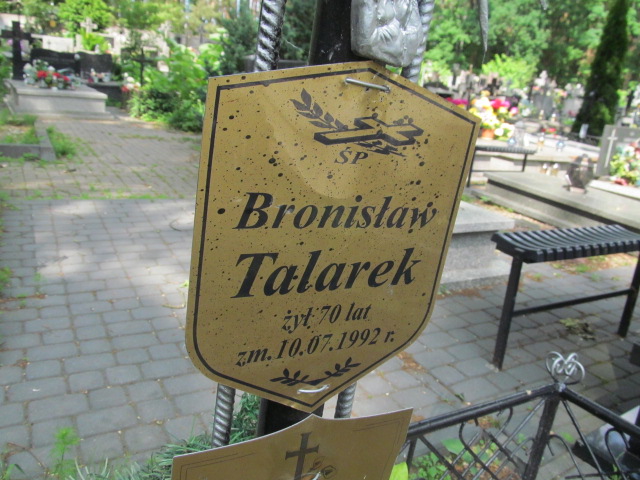 ŚP
Bronisław
Talarek
żył 70 lat
zm. 10.07.1992 r.